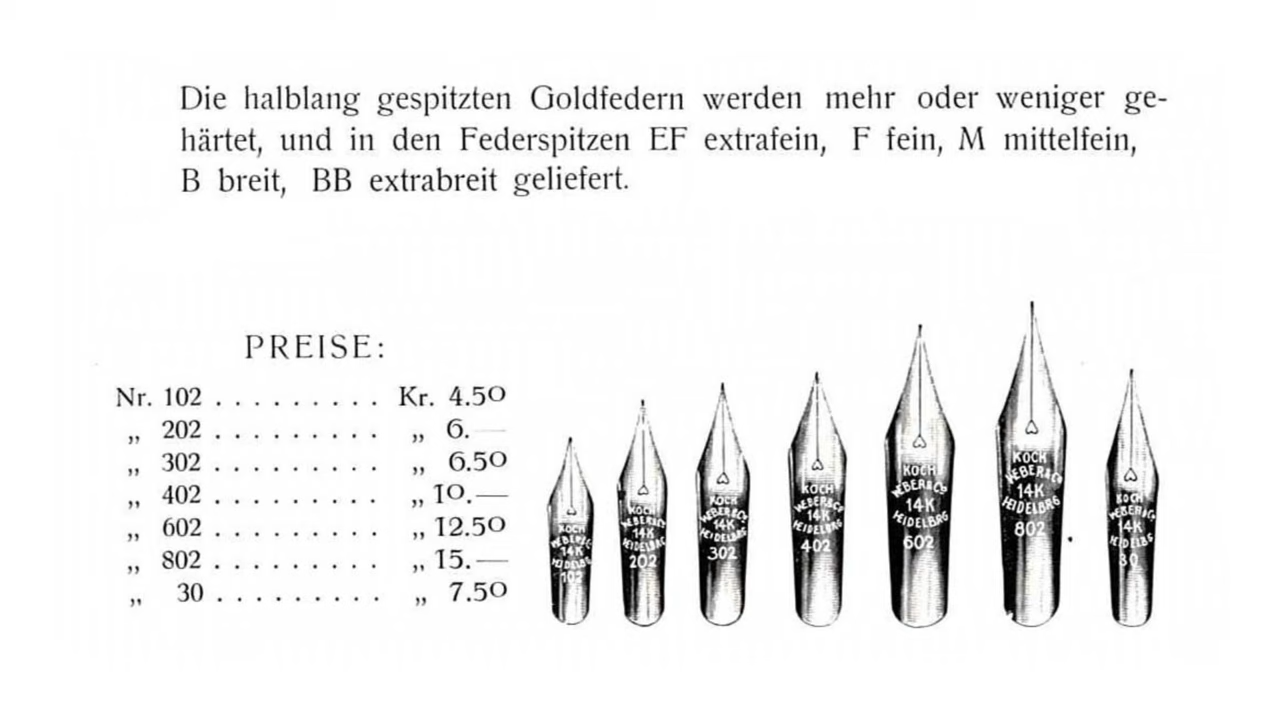 Die halblang gespitzten Goldfedern werden mehr oder weniger ge-
härtet, und in den Federspitzen EF extrafein, F fein, M mittelfein,
B breit, BB extrabreit geliefert.
PREISE:
Nr. 102 . . . . . . . . . Kr. 4.50
„ 202 . . . . . . . . . „ 6.—
„ 302 . . . . . . . . . „ 6.50
„ 402 . . . . . . . . . „ 10.—
„ 602 . . . . . . . . . „ 12.50
„ 802 . . . . . . . . . „ 15.—
„ 30 . . . . . . . . . „ 7.50
KOCH
WEBER&Co
14K
HEIDELBRG
102
KOCH
WEBER&Co
14K
HEIDELBRG
202
KOCH
WEBER&Co
14K
HEIDELBRG
302
KOCH
WEBER&Co
14K
HEIDELBRG
402
KOCH
WEBER&Co
14K
HEIDELBRG
602
KOCH
WEBER&Co
14K
HEIDELBRG
802
KOCH
WEBER&Co
14K
HEIDELBG
30